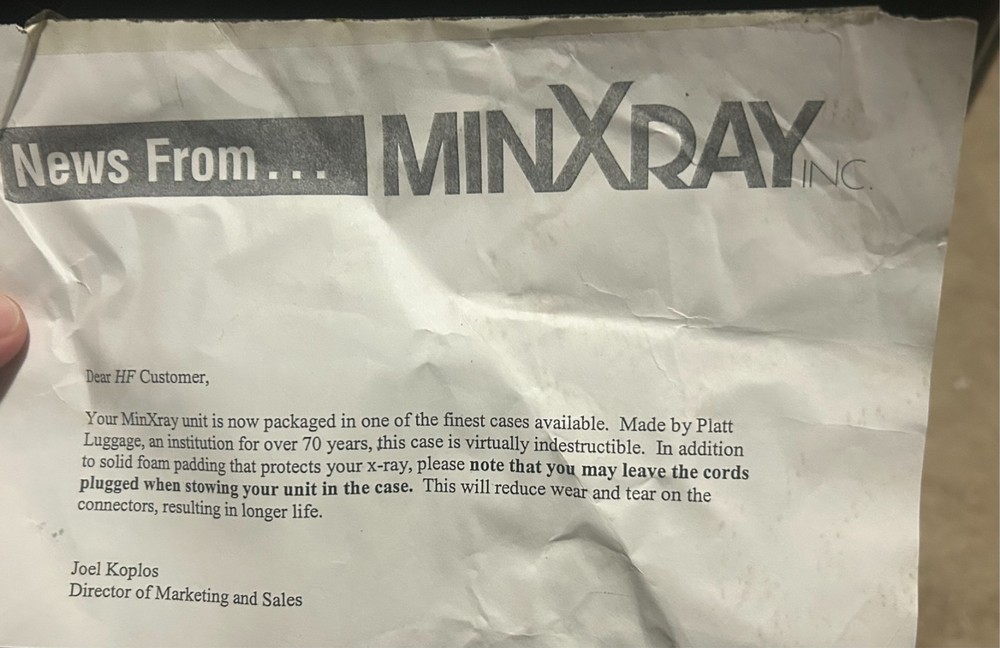 News From... MINXRAY INC.
Dear HF Customer,
Your MinXray unit is now packaged in one of the finest cases available. Made by Platt
Luggage, an institution for over 70 years, this case is virtually indestructible. In addition
to solid foam padding that protects your x-ray, please note that you may leave the cords
plugged when stowing your unit in the case. This will reduce wear and tear on the
connectors, resulting in longer life.
Joel Koplos
Director of Marketing and Sales